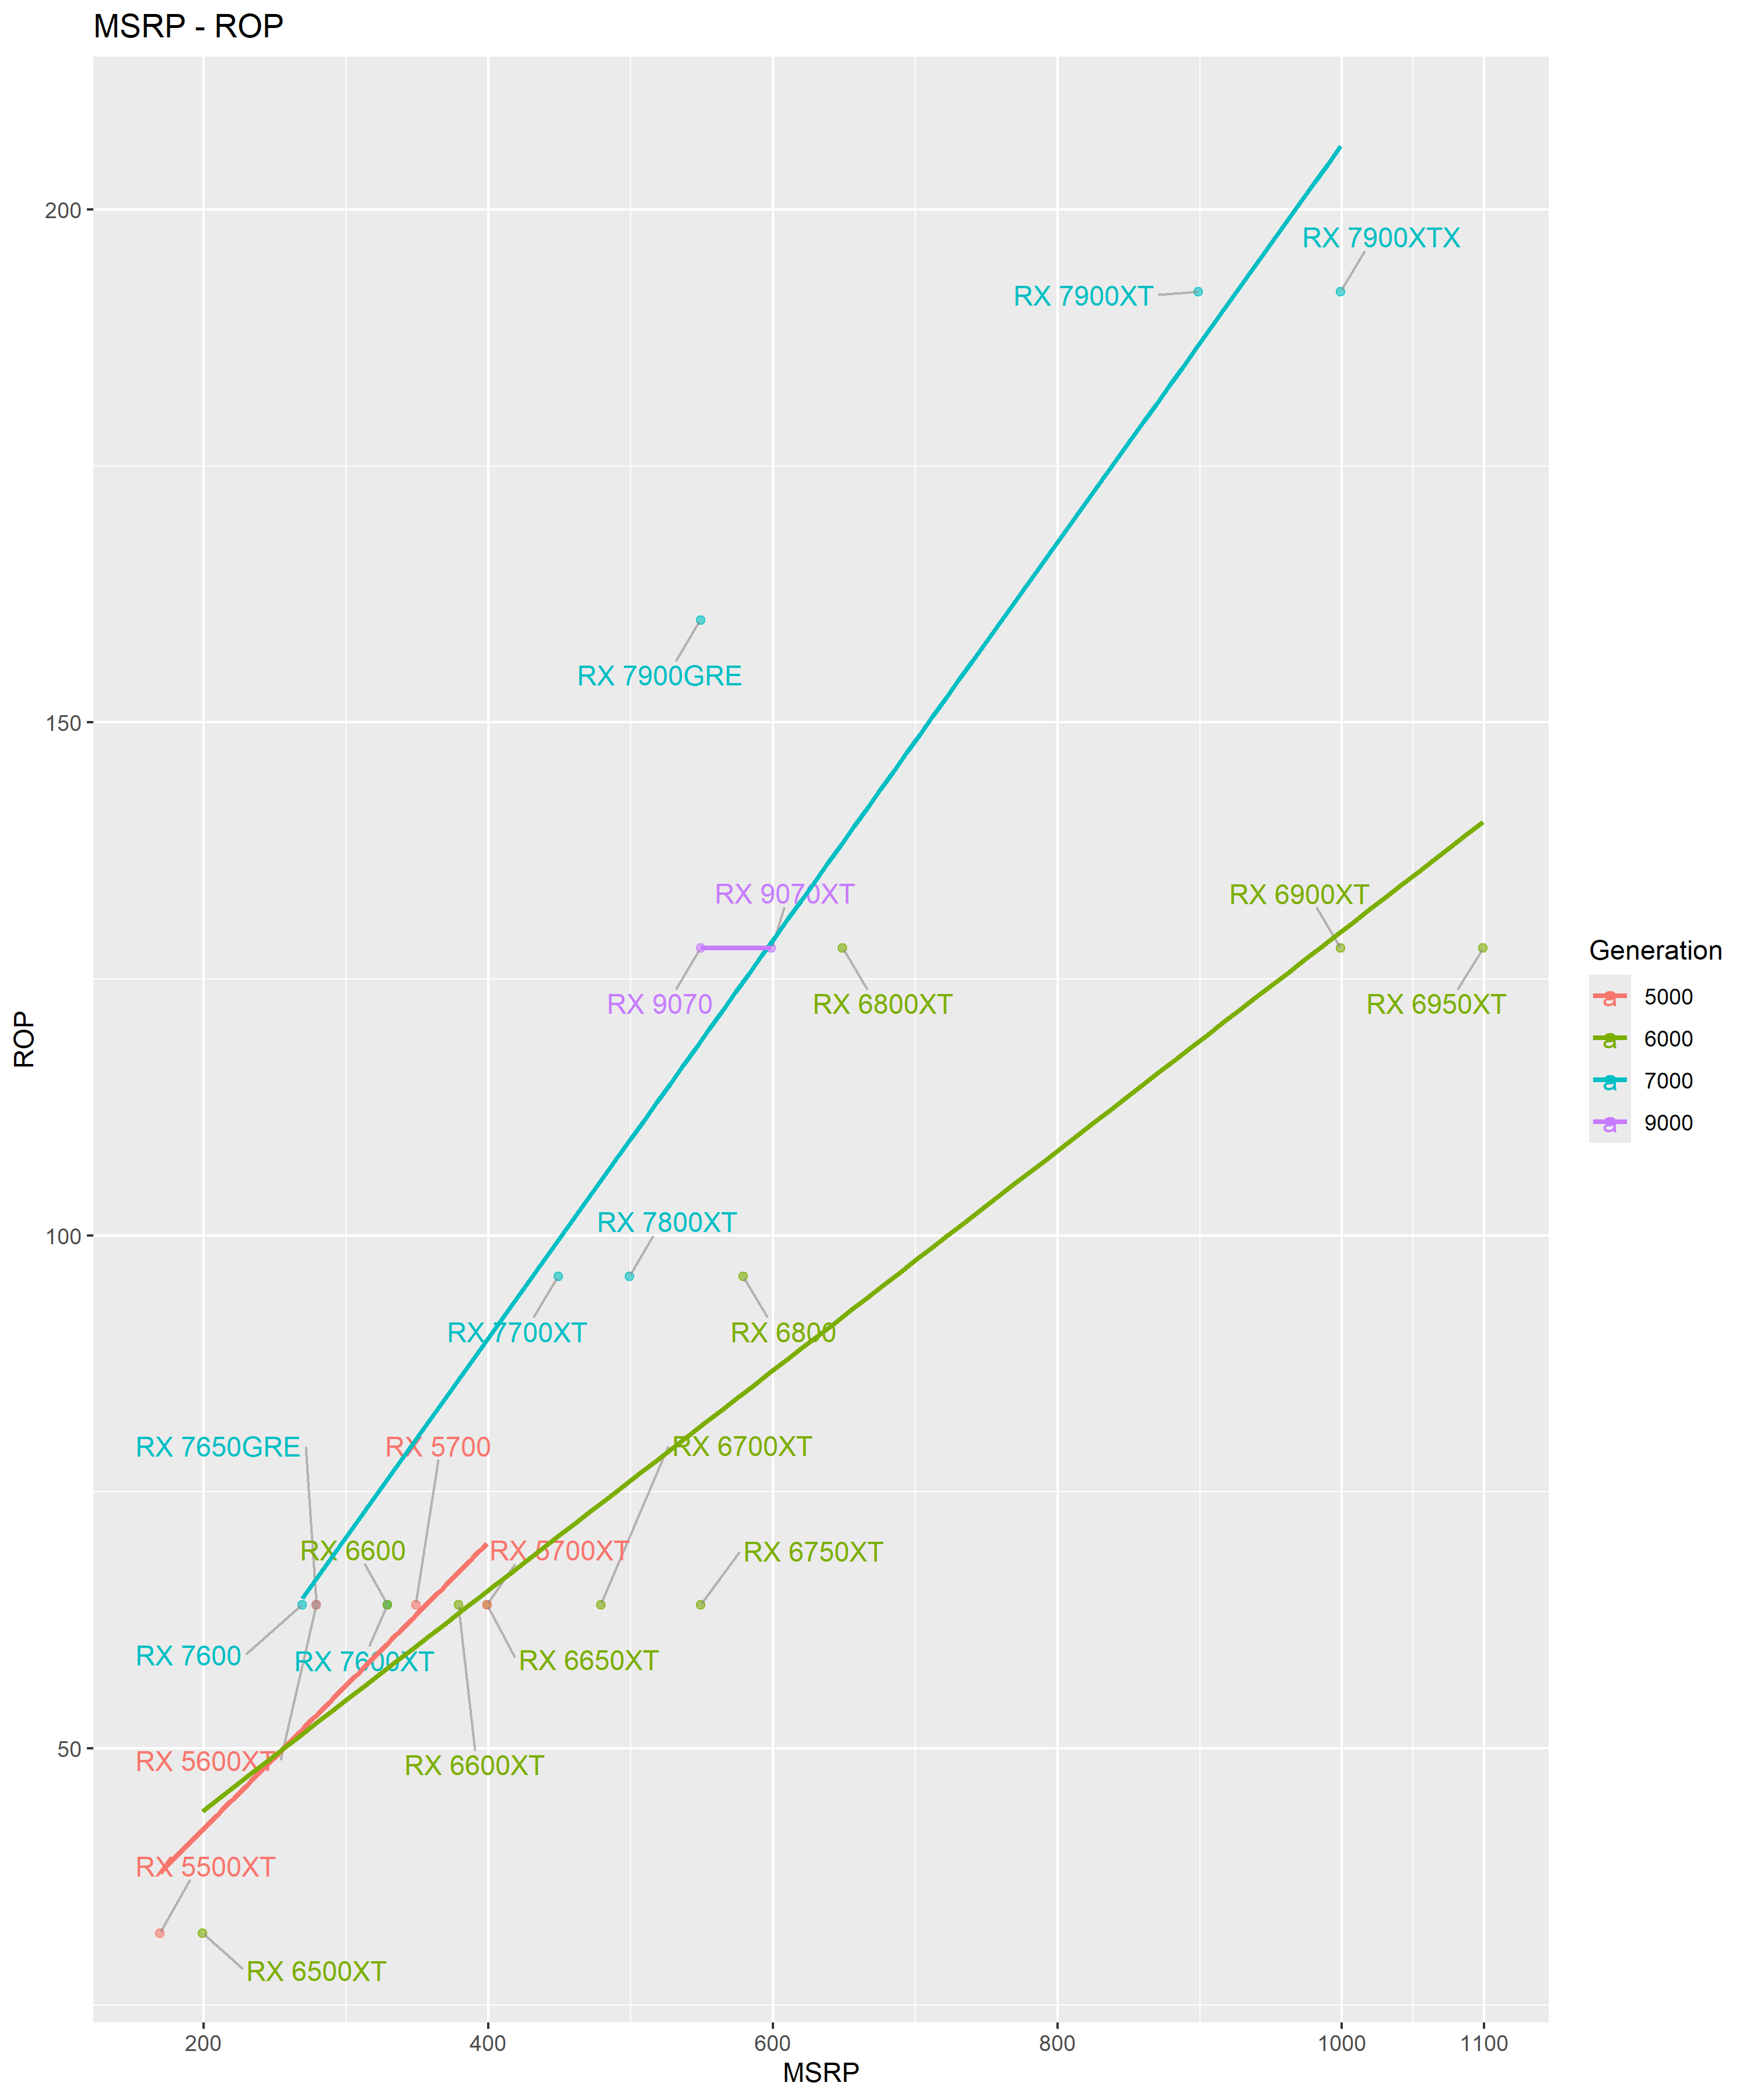 MSRP - ROP
200
RX 7900XTX
RX 7900XT
150
RX 7900GRE
RX 9070XT
RX 6900XT
RX 9070
RX 6800XT
RX 6950XT
ROP
Generation
a 5000
a 6000
a 7000
a 9000
100
RX 7800XT
RX 7700XT
RX 6800
RX 7650GRE
RX 5700
RX 6700XT
RX 6600
RX 5700XT
RX 6750XT
RX 7600
RX 7600XT
RX 6650XT
50
RX 5600XT
RX 6600XT
RX 5500XT
RX 6500XT
200
400
600
800
1000
1100
MSRP